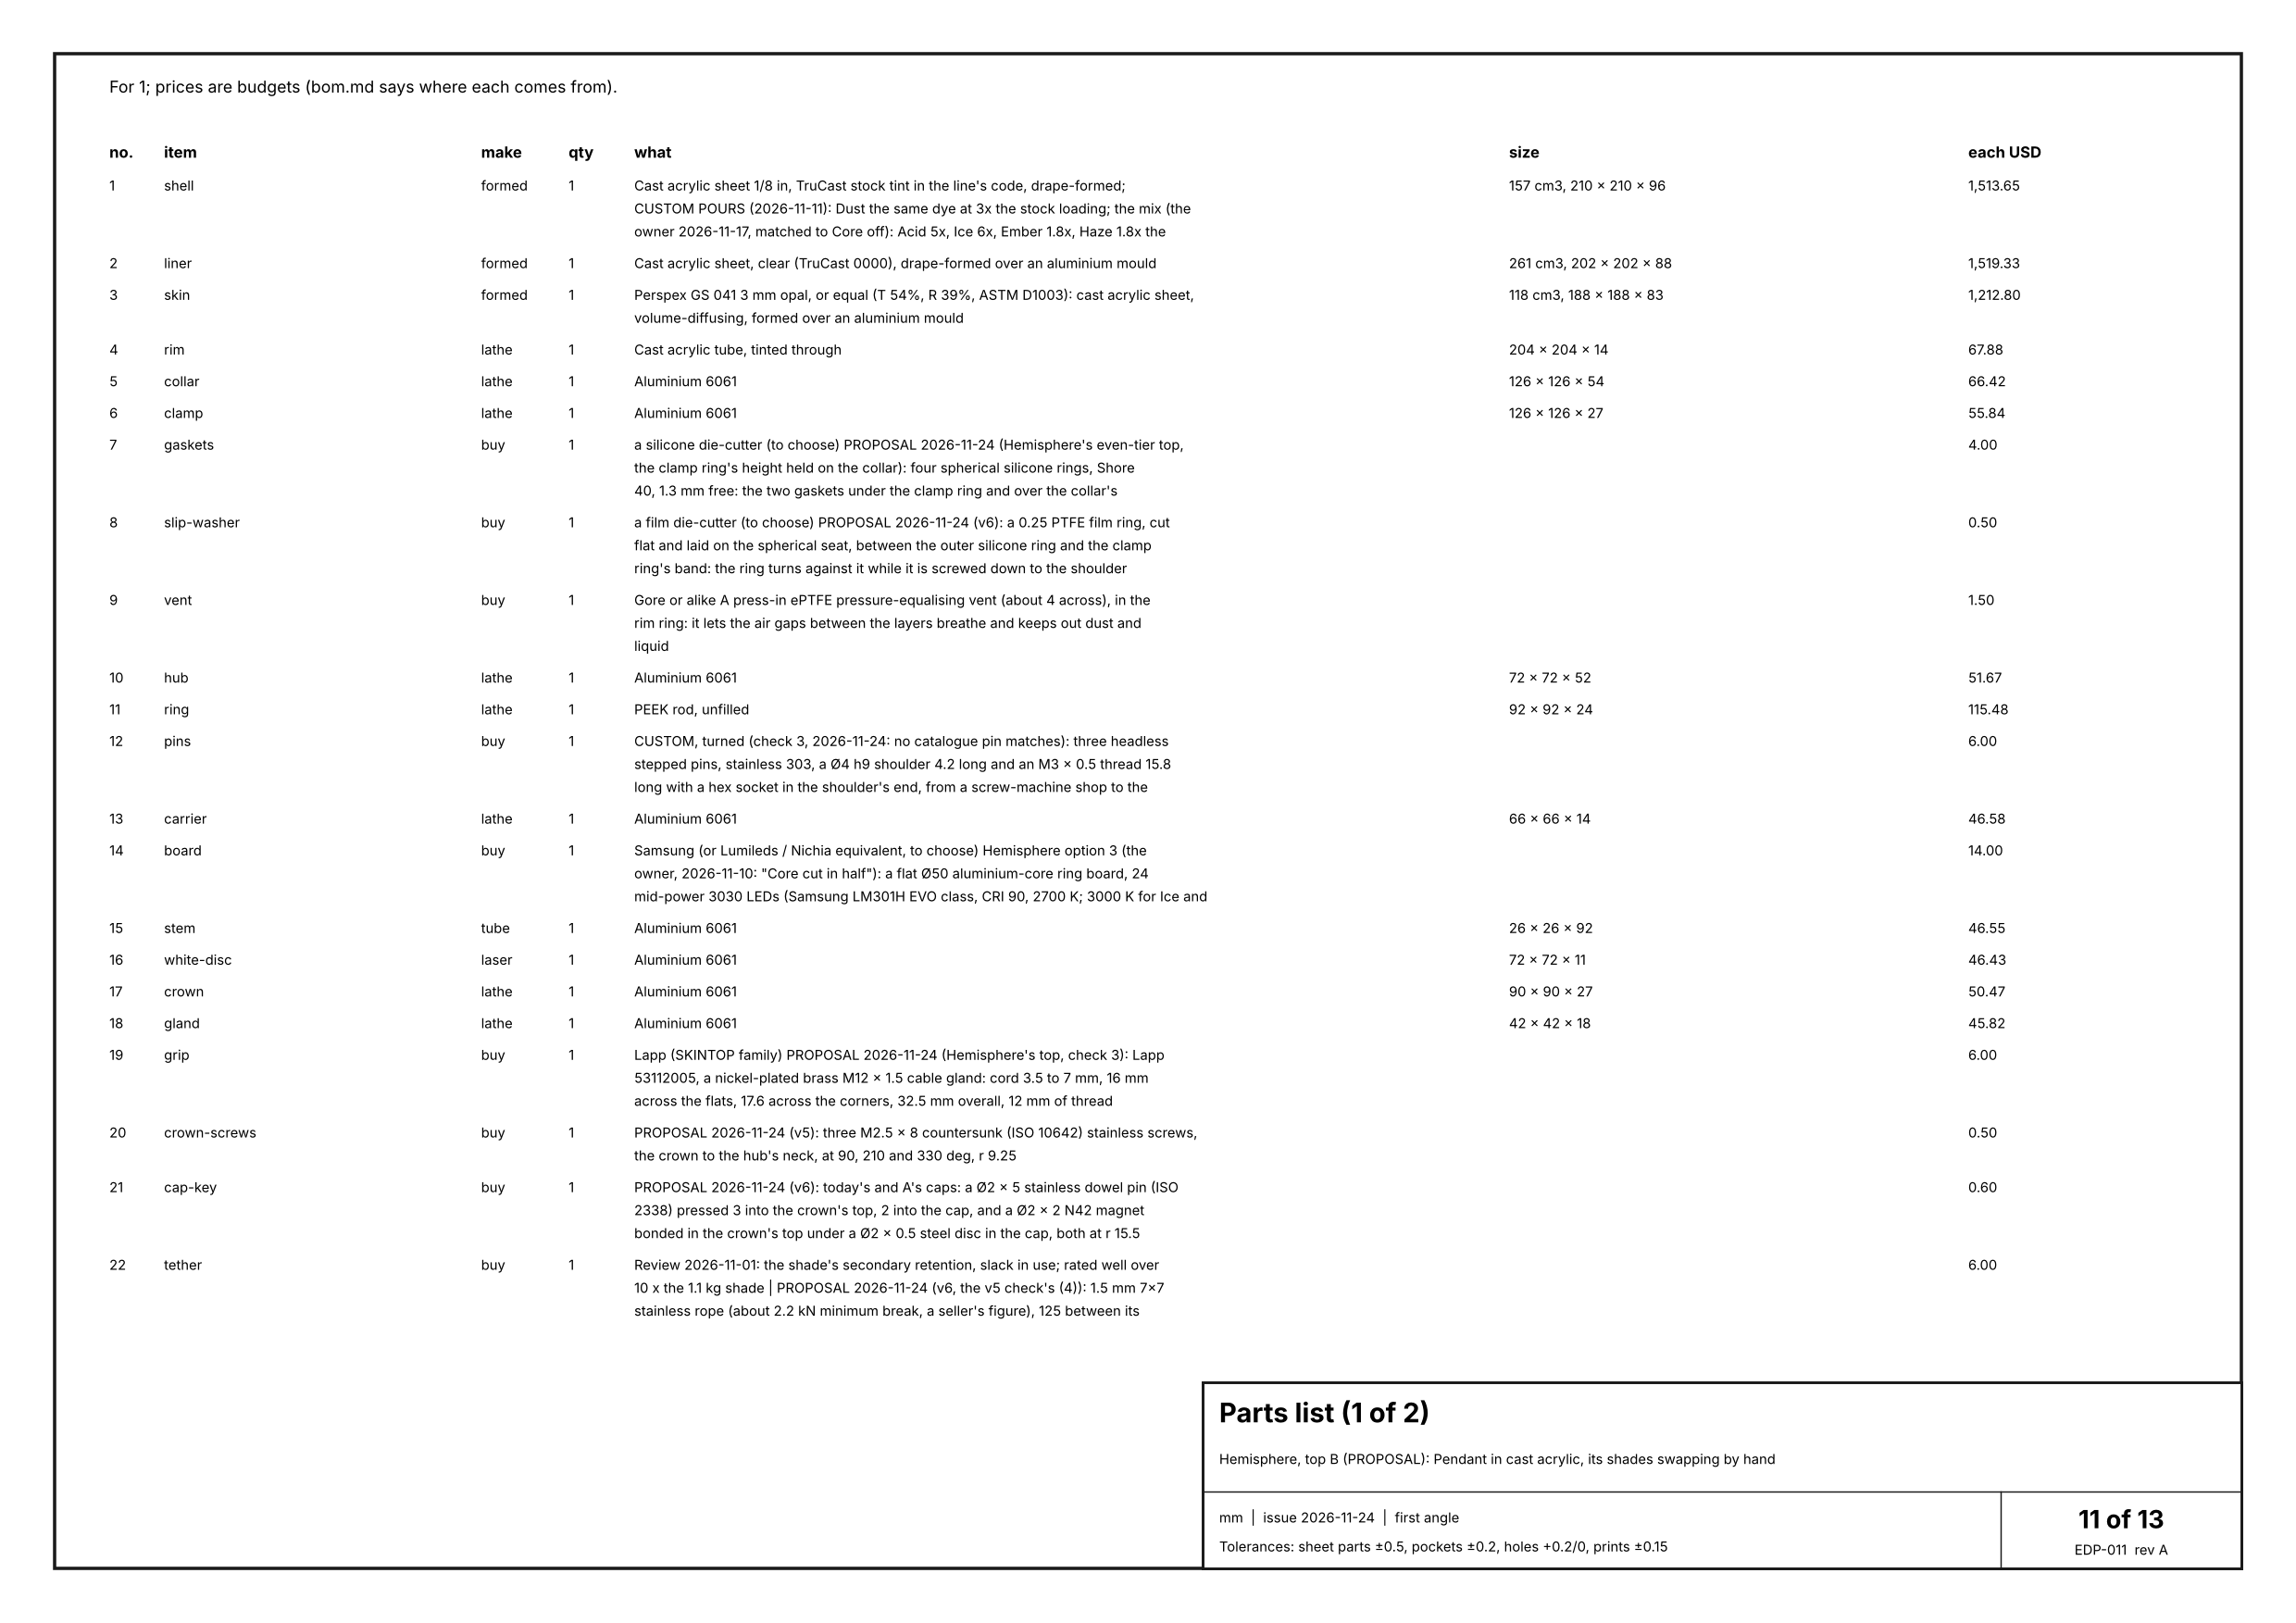 For 1; prices are budgets (bom.md says where each comes from).
no. item make qty what size each USD
1 shell formed 1 Cast acrylic sheet 1/8 in, TruCast stock tint in the line's code, drape-formed; 157 cm3, 210 × 210 × 96 1,513.65
CUSTOM POURS (2026-11-11): Dust the same dye at 3x the stock loading; the mix (the
owner 2026-11-17, matched to Core off): Acid 5x, Ice 6x, Ember 1.8x, Haze 1.8x the
2 liner formed 1 Cast acrylic sheet, clear (TruCast 0000), drape-formed over an aluminium mould 261 cm3, 202 × 202 × 88 1,519.33
3 skin formed 1 Perspex GS 041 3 mm opal, or equal (T 54%, R 39%, ASTM D1003): cast acrylic sheet, 118 cm3, 188 × 188 × 83 1,212.80
volume-diffusing, formed over an aluminium mould
4 rim lathe 1 Cast acrylic tube, tinted through 204 × 204 × 14 67.88
5 collar lathe 1 Aluminium 6061 126 × 126 × 54 66.42
6 clamp lathe 1 Aluminium 6061 126 × 126 × 27 55.84
7 gaskets buy 1 a silicone die-cutter (to choose) PROPOSAL 2026-11-24 (Hemisphere's even-tier top, 4.00
the clamp ring's height held on the collar): four spherical silicone rings, Shore
40, 1.3 mm free: the two gaskets under the clamp ring and over the collar's
8 slip-washer buy 1 a film die-cutter (to choose) PROPOSAL 2026-11-24 (v6): a 0.25 PTFE film ring, cut 0.50
flat and laid on the spherical seat, between the outer silicone ring and the clamp
ring's band: the ring turns against it while it is screwed down to the shoulder
9 vent buy 1 Gore or alike A press-in ePTFE pressure-equalising vent (about 4 across), in the 1.50
rim ring: it lets the air gaps between the layers breathe and keeps out dust and
liquid
10 hub lathe 1 Aluminium 6061 72 × 72 × 52 51.67
11 ring lathe 1 PEEK rod, unfilled 92 × 92 × 24 115.48
12 pins buy 1 CUSTOM, turned (check 3, 2026-11-24: no catalogue pin matches): three headless 6.00
stepped pins, stainless 303, a Ø4 h9 shoulder 4.2 long and an M3 × 0.5 thread 15.8
long with a hex socket in the shoulder's end, from a screw-machine shop to the
13 carrier lathe 1 Aluminium 6061 66 × 66 × 14 46.58
14 board buy 1 Samsung (or Lumileds / Nichia equivalent, to choose) Hemisphere option 3 (the 14.00
owner, 2026-11-10: "Core cut in half"): a flat Ø50 aluminium-core ring board, 24
mid-power 3030 LEDs (Samsung LM301H EVO class, CRI 90, 2700 K; 3000 K for Ice and
15 stem tube 1 Aluminium 6061 26 × 26 × 92 46.55
16 white-disc laser 1 Aluminium 6061 72 × 72 × 11 46.43
17 crown lathe 1 Aluminium 6061 90 × 90 × 27 50.47
18 gland lathe 1 Aluminium 6061 42 × 42 × 18 45.82
19 grip buy 1 Lapp (SKINTOP family) PROPOSAL 2026-11-24 (Hemisphere's top, check 3): Lapp 6.00
53112005, a nickel-plated brass M12 × 1.5 cable gland: cord 3.5 to 7 mm, 16 mm
across the flats, 17.6 across the corners, 32.5 mm overall, 12 mm of thread
20 crown-screws buy 1 PROPOSAL 2026-11-24 (v5): three M2.5 × 8 countersunk (ISO 10642) stainless screws, 0.50
the crown to the hub's neck, at 90, 210 and 330 deg, r 9.25
21 cap-key buy 1 PROPOSAL 2026-11-24 (v6): today's and A's caps: a Ø2 × 5 stainless dowel pin (ISO 0.60
2338) pressed 3 into the crown's top, 2 into the cap, and a Ø2 × 2 N42 magnet
bonded in the crown's top under a Ø2 × 0.5 steel disc in the cap, both at r 15.5
22 tether buy 1 Review 2026-11-01: the shade's secondary retention, slack in use; rated well over 6.00
10 x the 1.1 kg shade | PROPOSAL 2026-11-24 (v6, the v5 check's (4)): 1.5 mm 7×7
stainless rope (about 2.2 kN minimum break, a seller's figure), 125 between its
Parts list (1 of 2)
Hemisphere, top B (PROPOSAL): Pendant in cast acrylic, its shades swapping by hand
mm | issue 2026-11-24 | first angle
Tolerances: sheet parts ±0.5, pockets ±0.2, holes +0.2/0, prints ±0.15
11 of 13
EDP-011 rev A